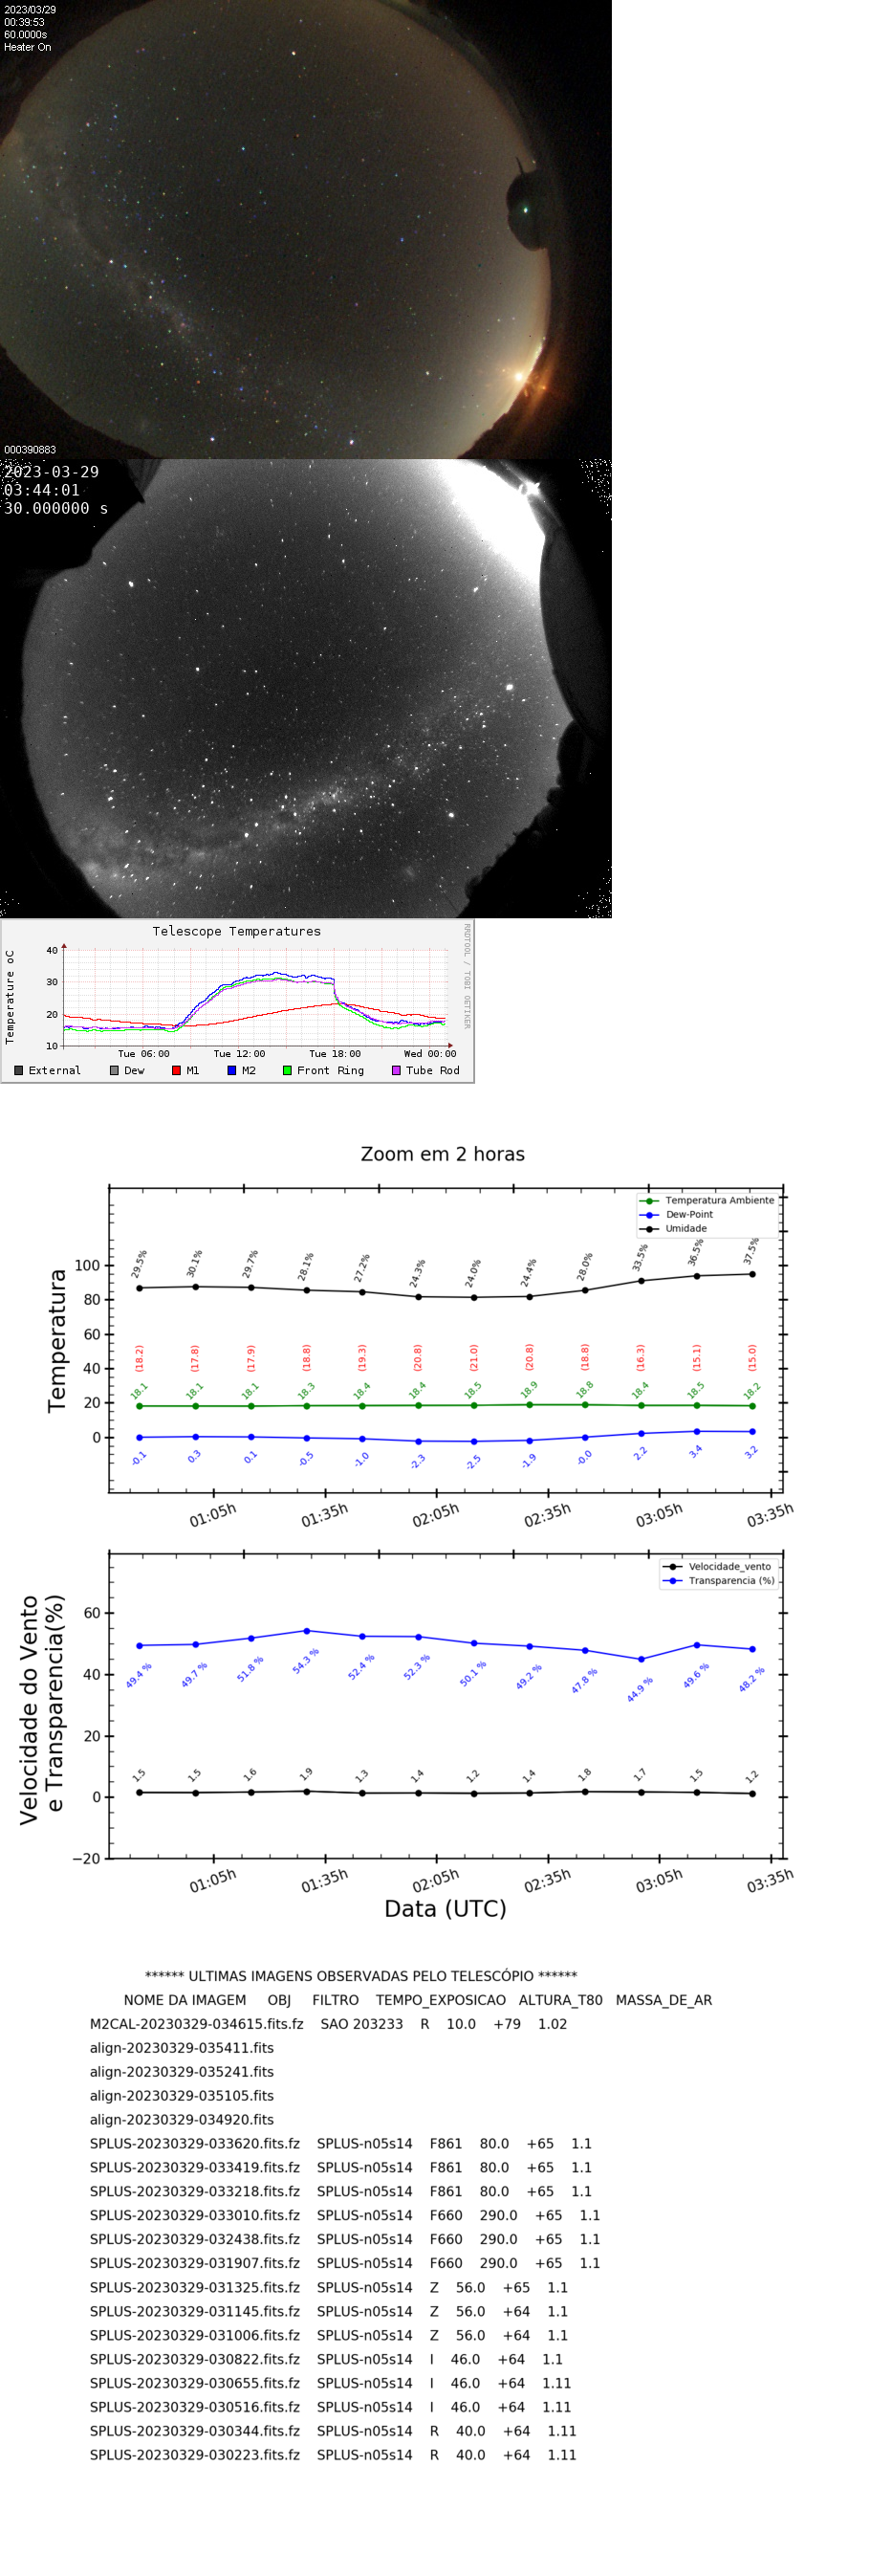 2023/03/29
00:39:53
60.0000s
Heater On
000390883
2023-03-29
03:44:01
30.000000 s
Telescope Temperatures
RRDTOOL / TOBI OETIKER
Temperature oC
40
30
20
10
Tue 06:00 Tue 12:00 Tue 18:00 Wed 00:00
External Dew M1 M2 Front Ring Tube Rod
Zoom em 2 horas
Temperatura Ambiente
Dew-Point
Umidade
Temperatura
100
80
60
40
20
0
29.5% 30.1% 29.7% 28.1% 27.2% 24.3% 24.0% 24.4% 28.0% 33.5% 36.5% 37.5%
(18.2) (17.8) (17.9) (18.8) (19.3) (20.8) (21.0) (20.8) (18.8) (16.3) (15.1) (15.0)
18.1 18.1 18.1 18.3 18.4 18.4 18.5 18.9 18.8 18.4 18.5 18.2
-0.1 0.3 0.1 -0.5 -1.0 -2.3 -2.5 -1.9 -0.0 2.2 3.4 3.2
01:05h 01:35h 02:05h 02:35h 03:05h 03:35h
Velocidade_vento
Transparencia (%)
Velocidade do Vento
e Transparencia(%)
60
40
20
0
−20
49.4 % 49.7 % 51.8 % 54.3 % 52.4 % 52.3 % 50.1 % 49.2 % 47.8 % 44.9 % 49.6 % 48.2 %
1.5 1.5 1.6 1.9 1.3 1.4 1.2 1.4 1.8 1.7 1.5 1.2
01:05h 01:35h 02:05h 02:35h 03:05h 03:35h
Data (UTC)
****** ULTIMAS IMAGENS OBSERVADAS PELO TELESCÓPIO ******
NOME DA IMAGEM OBJ FILTRO TEMPO_EXPOSICAO ALTURA_T80 MASSA_DE_AR
M2CAL-20230329-034615.fits.fz SAO 203233 R 10.0 +79 1.02
align-20230329-035411.fits
align-20230329-035241.fits
align-20230329-035105.fits
align-20230329-034920.fits
SPLUS-20230329-033620.fits.fz SPLUS-n05s14 F861 80.0 +65 1.1
SPLUS-20230329-033419.fits.fz SPLUS-n05s14 F861 80.0 +65 1.1
SPLUS-20230329-033218.fits.fz SPLUS-n05s14 F861 80.0 +65 1.1
SPLUS-20230329-033010.fits.fz SPLUS-n05s14 F660 290.0 +65 1.1
SPLUS-20230329-032438.fits.fz SPLUS-n05s14 F660 290.0 +65 1.1
SPLUS-20230329-031907.fits.fz SPLUS-n05s14 F660 290.0 +65 1.1
SPLUS-20230329-031325.fits.fz SPLUS-n05s14 Z 56.0 +65 1.1
SPLUS-20230329-031145.fits.fz SPLUS-n05s14 Z 56.0 +64 1.1
SPLUS-20230329-031006.fits.fz SPLUS-n05s14 Z 56.0 +64 1.1
SPLUS-20230329-030822.fits.fz SPLUS-n05s14 I 46.0 +64 1.1
SPLUS-20230329-030655.fits.fz SPLUS-n05s14 I 46.0 +64 1.11
SPLUS-20230329-030516.fits.fz SPLUS-n05s14 I 46.0 +64 1.11
SPLUS-20230329-030344.fits.fz SPLUS-n05s14 R 40.0 +64 1.11
SPLUS-20230329-030223.fits.fz SPLUS-n05s14 R 40.0 +64 1.11